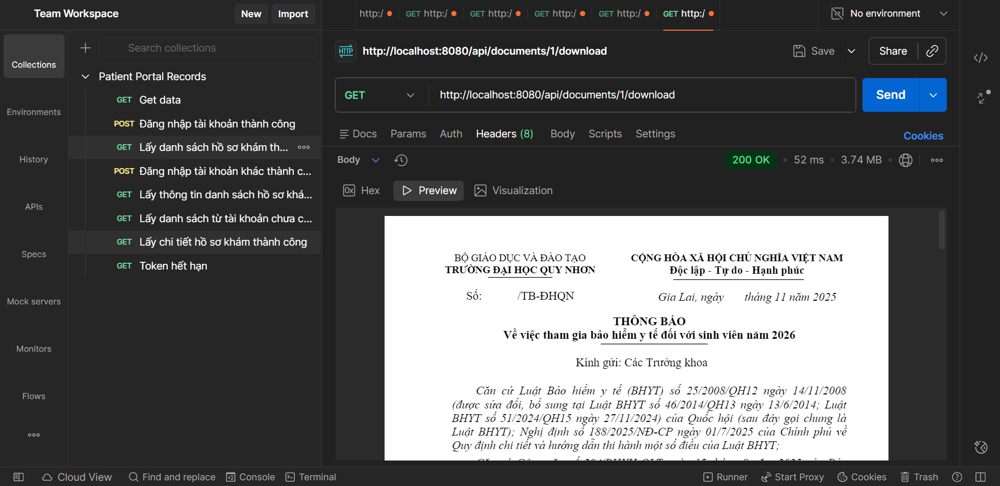 Team Workspace
New
Import
http:/
GET http:/
GET http:/
GET http:/
GET http:/
GET http:/
No environment
Collections
Environments
History
APIs
Specs
Mock servers
Monitors
Flows
Search collections
Patient Portal Records
GET Get data
POST Đăng nhập tài khoản thành công
GET Lấy danh sách hồ sơ khám th...
POST Đăng nhập tài khoản khác thành c...
GET Lấy thông tin danh sách hồ sơ khá...
GET Lấy danh sách từ tài khoản chưa c...
GET Lấy chi tiết hồ sơ khám thành công
GET Token hết hạn
HTTP http://localhost:8080/api/documents/1/download
Save
Share
GET http://localhost:8080/api/documents/1/download
Send
Docs Params Auth Headers (8) Body Scripts Settings
Cookies
Body
200 OK • 52 ms • 3.74 MB
0x Hex
Preview
Visualization
BỘ GIÁO DỤC VÀ ĐÀO TẠO
TRƯỜNG ĐẠI HỌC QUY NHƠN
CỘNG HÒA XÃ HỘI CHỦ NGHĨA VIỆT NAM
Độc lập - Tự do - Hạnh phúc
Số: /TB-ĐHQN
Gia Lai, ngày tháng 11 năm 2025
THÔNG BÁO
Về việc tham gia bảo hiểm y tế đối với sinh viên năm 2026
Kính gửi: Các Trưởng khoa
Căn cứ Luật Bảo hiểm y tế (BHYT) số 25/2008/QH12 ngày 14/11/2008
(được sửa đổi, bổ sung tại Luật BHYT số 46/2014/QH13 ngày 13/6/2014; Luật
BHYT số 51/2024/QH15 ngày 27/11/2024) của Quốc hội (sau đây gọi chung là
Luật BHYT); Nghị định số 188/2025/NĐ-CP ngày 01/7/2025 của Chính phủ về
Quy định chi tiết và hướng dẫn thi hành một số điều của Luật BHYT;
Cloud View
Find and replace
Console
Terminal
Runner
Start Proxy
Cookies
Trash